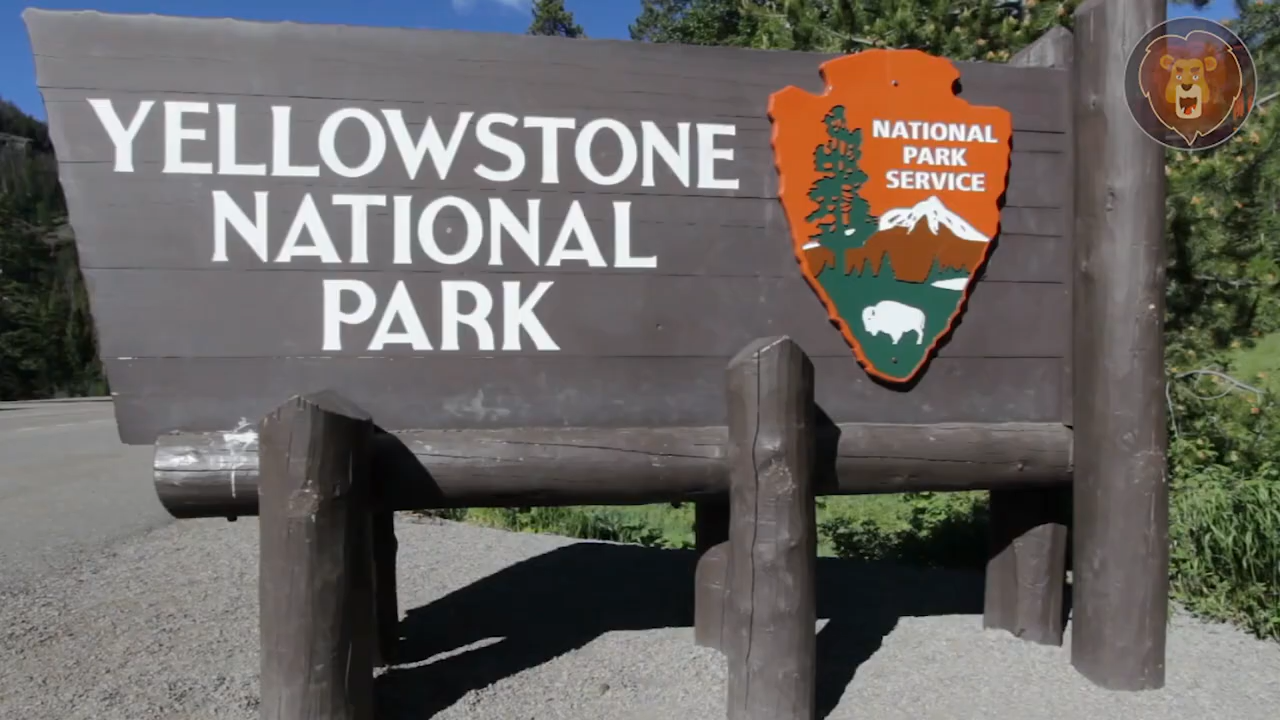 YELLOWSTONE
NATIONAL
PARK
NATIONAL
PARK
SERVICE